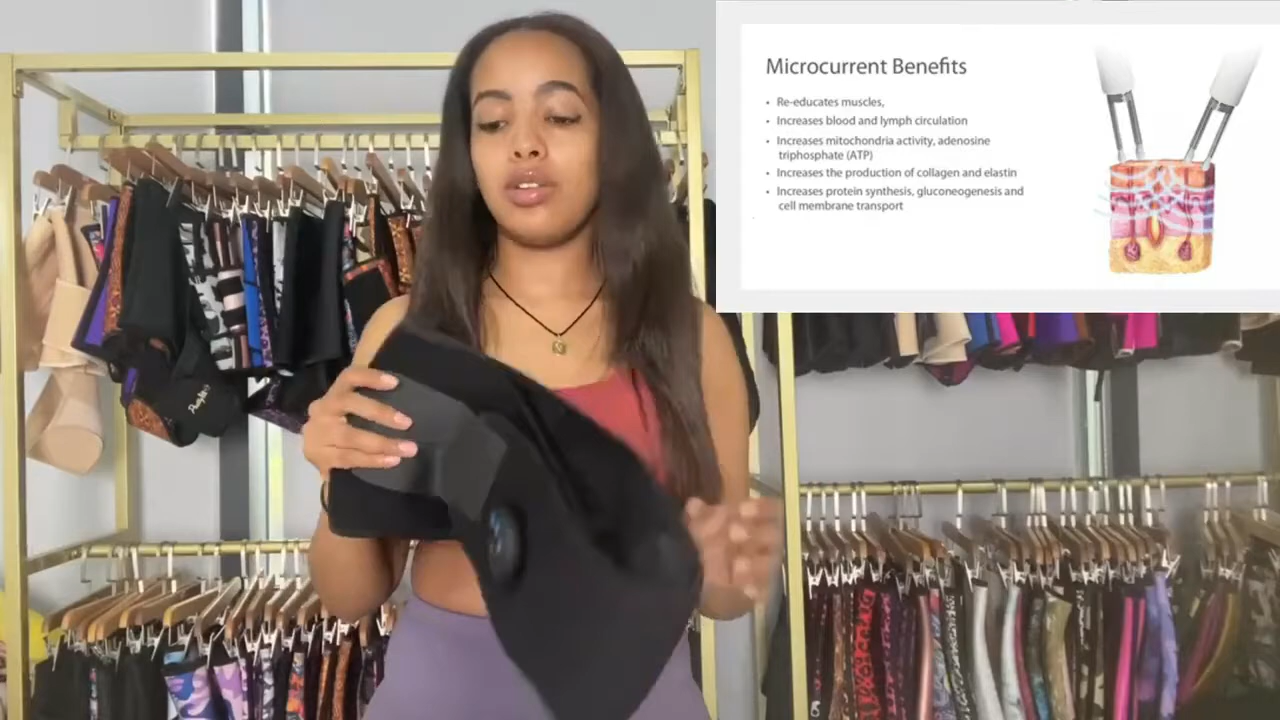 Microcurrent Benefits
• Re-educates muscles,
• Increases blood and lymph circulation
• Increases mitochondria activity, adenosine
triphosphate (ATP)
• Increases the production of collagen and elastin
• Increases protein synthesis, gluconeogenesis and
cell membrane transport